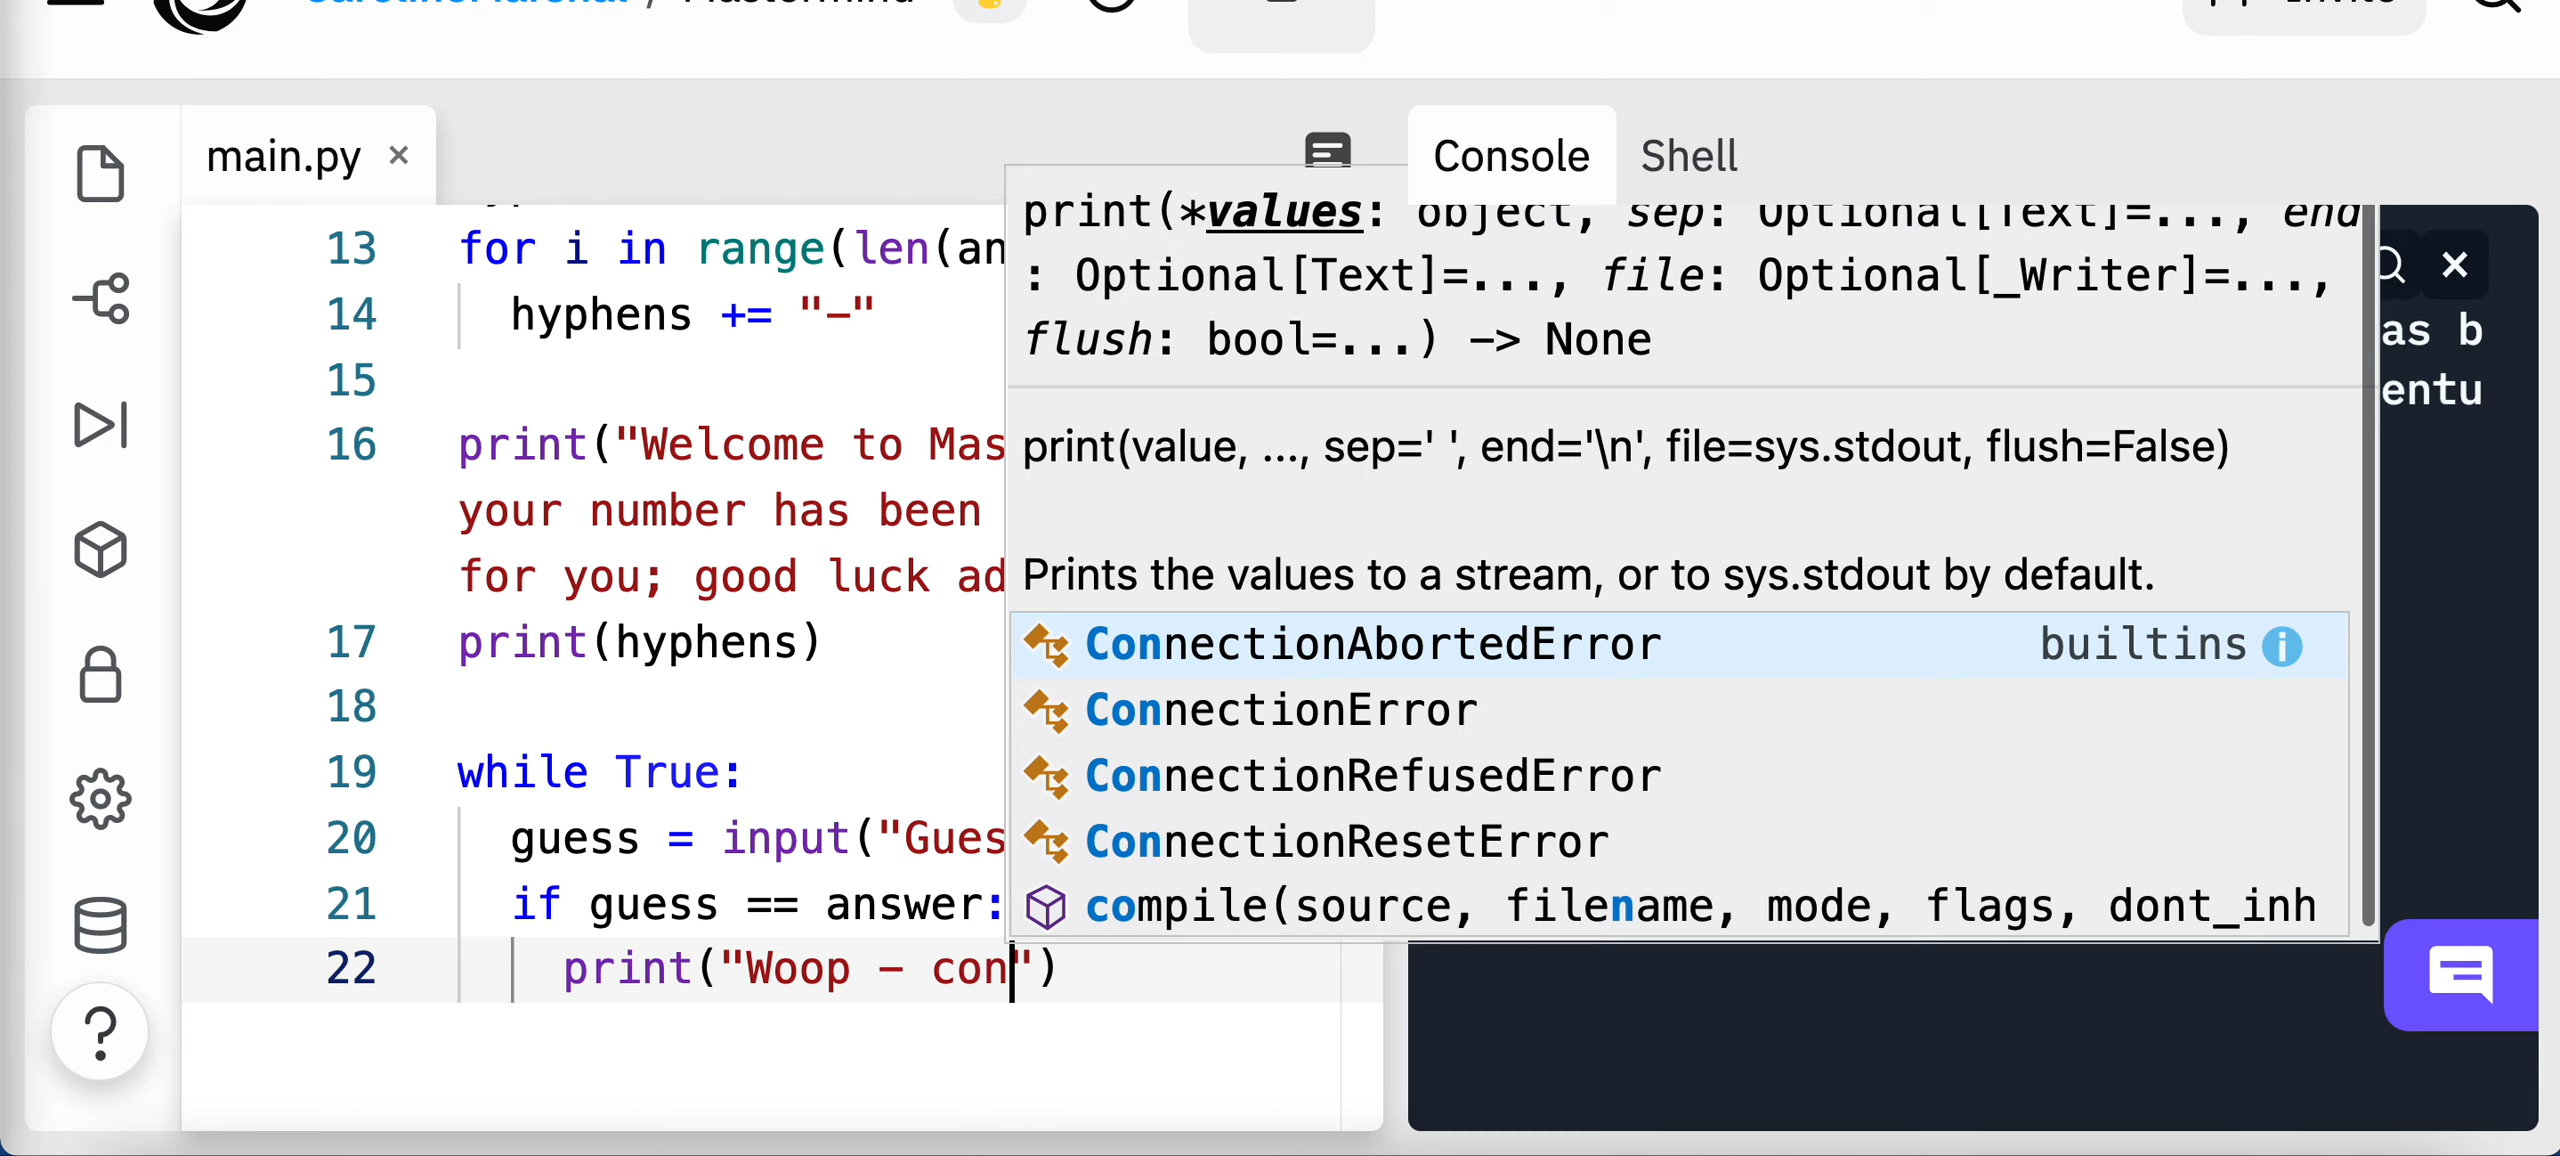 main.py ×
Console
Shell
13 for i in range(len(an
14 hyphens += "-"
15
16 print("Welcome to Mas
your number has been
for you; good luck ad
17 print(hyphens)
18
19 while True:
20 guess = input("Gues
21 if guess == answer:
22 print("Woop - con")
print(*values: object, sep: Optional[Text]=..., end
: Optional[Text]=..., file: Optional[_Writer]=...,
flush: bool=...) -> None
print(value, ..., sep=' ', end='\n', file=sys.stdout, flush=False)
Prints the values to a stream, or to sys.stdout by default.
ConnectionAbortedError builtins
ConnectionError
ConnectionRefusedError
ConnectionResetError
compile(source, filename, mode, flags, dont_inh
as b
entu
?